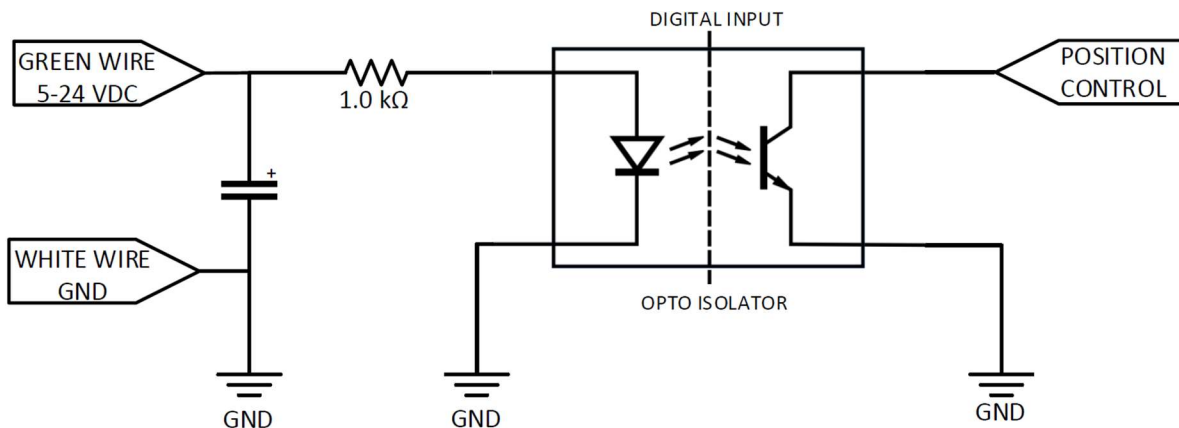 DIGITAL INPUT
GREEN WIRE
5-24 VDC
1.0 kΩ
POSITION
CONTROL
+
WHITE WIRE
GND
OPTO ISOLATOR
GND
GND
GND